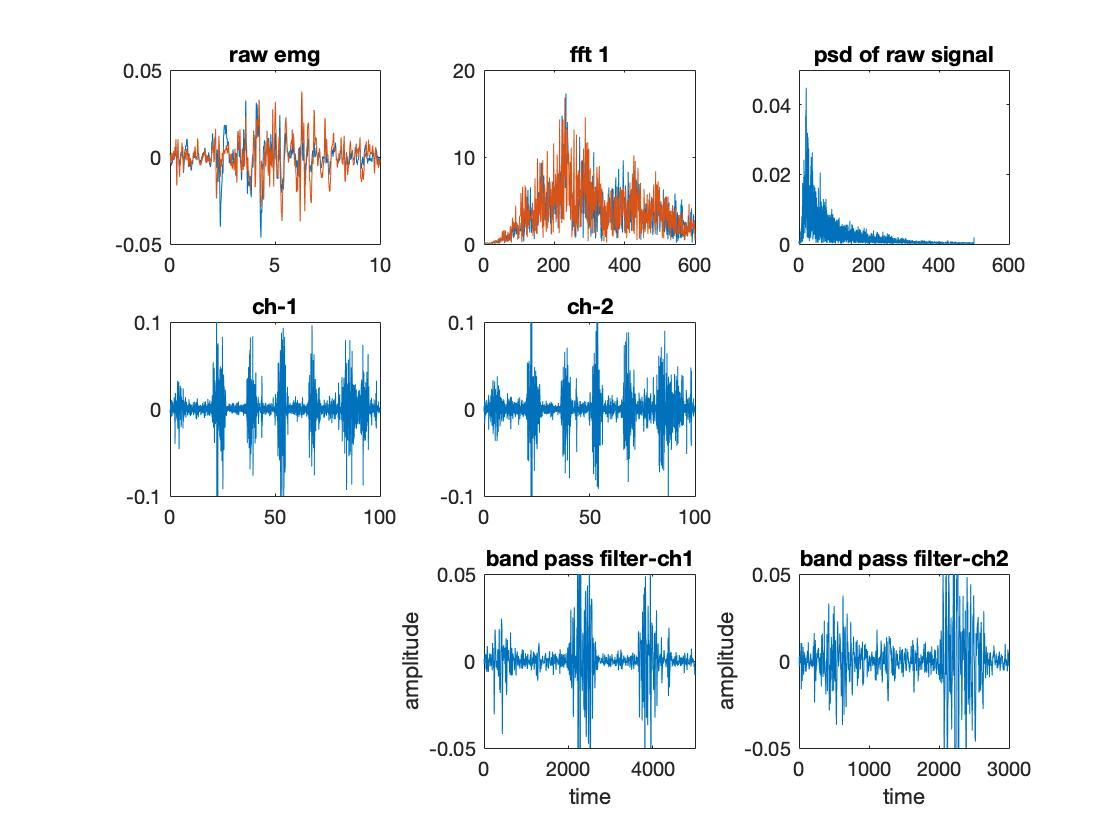 raw emg
0.05
0
-0.05
0 5 10
fft 1
20
10
0
0 200 400 600
psd of raw signal
0.04
0.02
0
0 200 400 600
ch-1
0.1
0
-0.1
0 50 100
ch-2
0.1
0
-0.1
0 50 100
band pass filter-ch1
0.05
0
-0.05
amplitude
0 2000 4000
time
band pass filter-ch2
0.05
0
-0.05
amplitude
0 1000 2000 3000
time